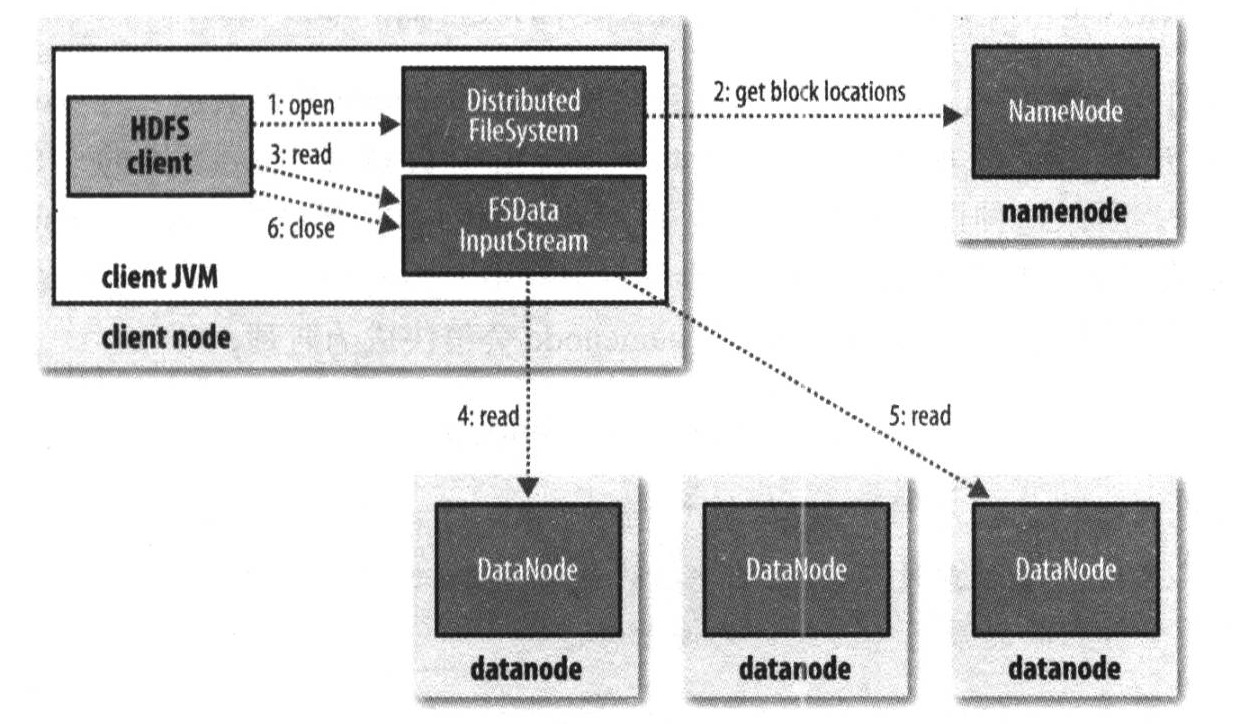 HDFS
client
1: open
3: read
6: close
Distributed
FileSystem
FSData
InputStream
client JVM
client node
2: get block locations
NameNode
namenode
4: read
5: read
DataNode
datanode
DataNode
datanode
DataNode
datanode